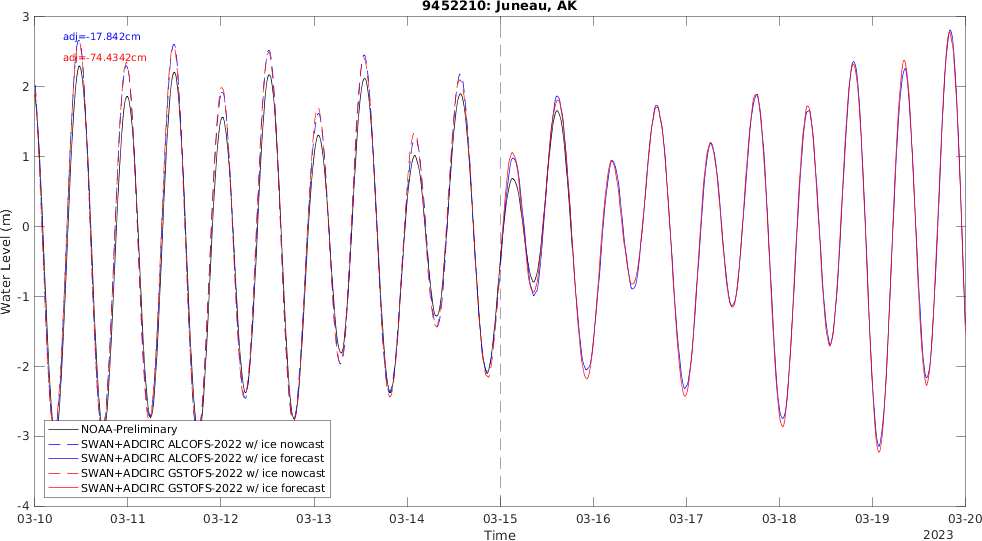 9452210: Juneau, AK
adj=-17.842cm
adj=-74.4342cm
Water Level (m)
3
2
1
0
-1
-2
-3
-4
NOAA-Preliminary
SWAN+ADCIRC ALCOFS-2022 w/ ice nowcast
SWAN+ADCIRC ALCOFS-2022 w/ ice forecast
SWAN+ADCIRC GSTOFS-2022 w/ ice nowcast
SWAN+ADCIRC GSTOFS-2022 w/ ice forecast
03-10 03-11 03-12 03-13 03-14 03-15 03-16 03-17 03-18 03-19 03-20
Time
2023